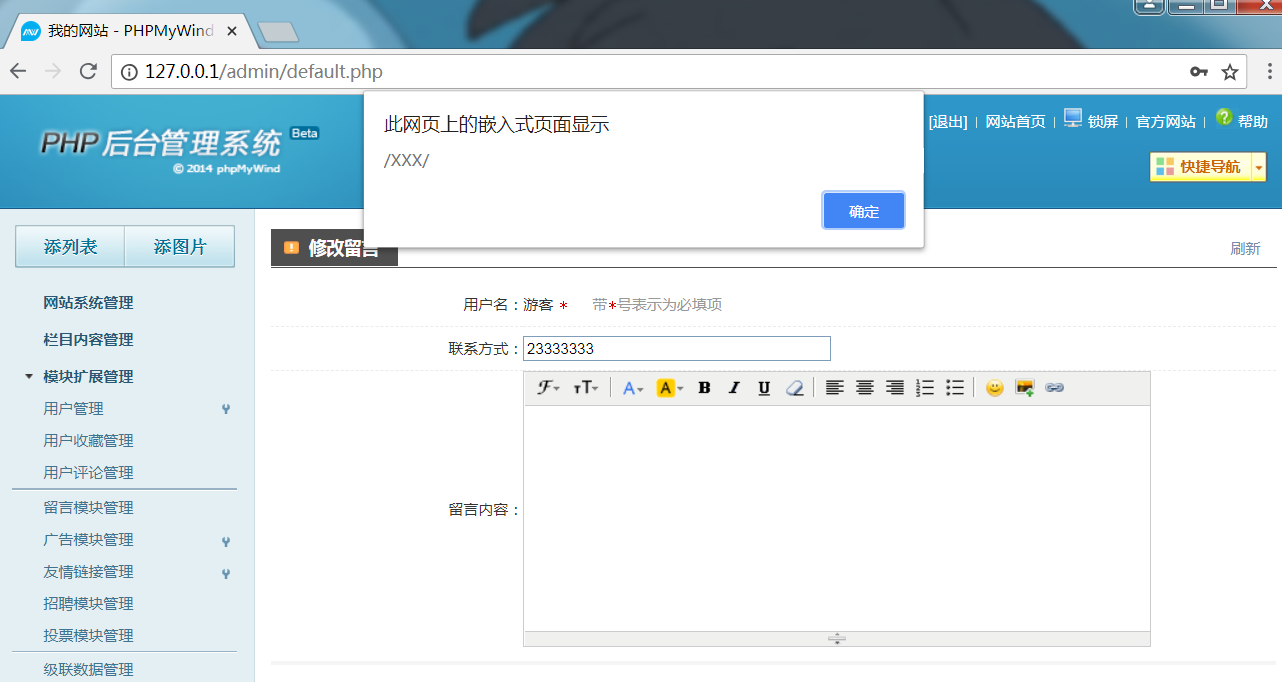 我的网站 - PHPMyWind
127.0.0.1/admin/default.php
PHP后台管理系统 Beta
© 2014 phpMyWind
此网页上的嵌入式页面显示
/XXX/
确定
[退出] | 网站首页 | 锁屏 | 官方网站 | 帮助
快捷导航
添列表 添图片
网站系统管理
栏目内容管理
模块扩展管理
用户管理
用户收藏管理
用户评论管理
留言模块管理
广告模块管理
友情链接管理
招聘模块管理
投票模块管理
级联数据管理
修改留言
刷新
用户名：游客 * 带*号表示为必填项
联系方式：23333333
留言内容：